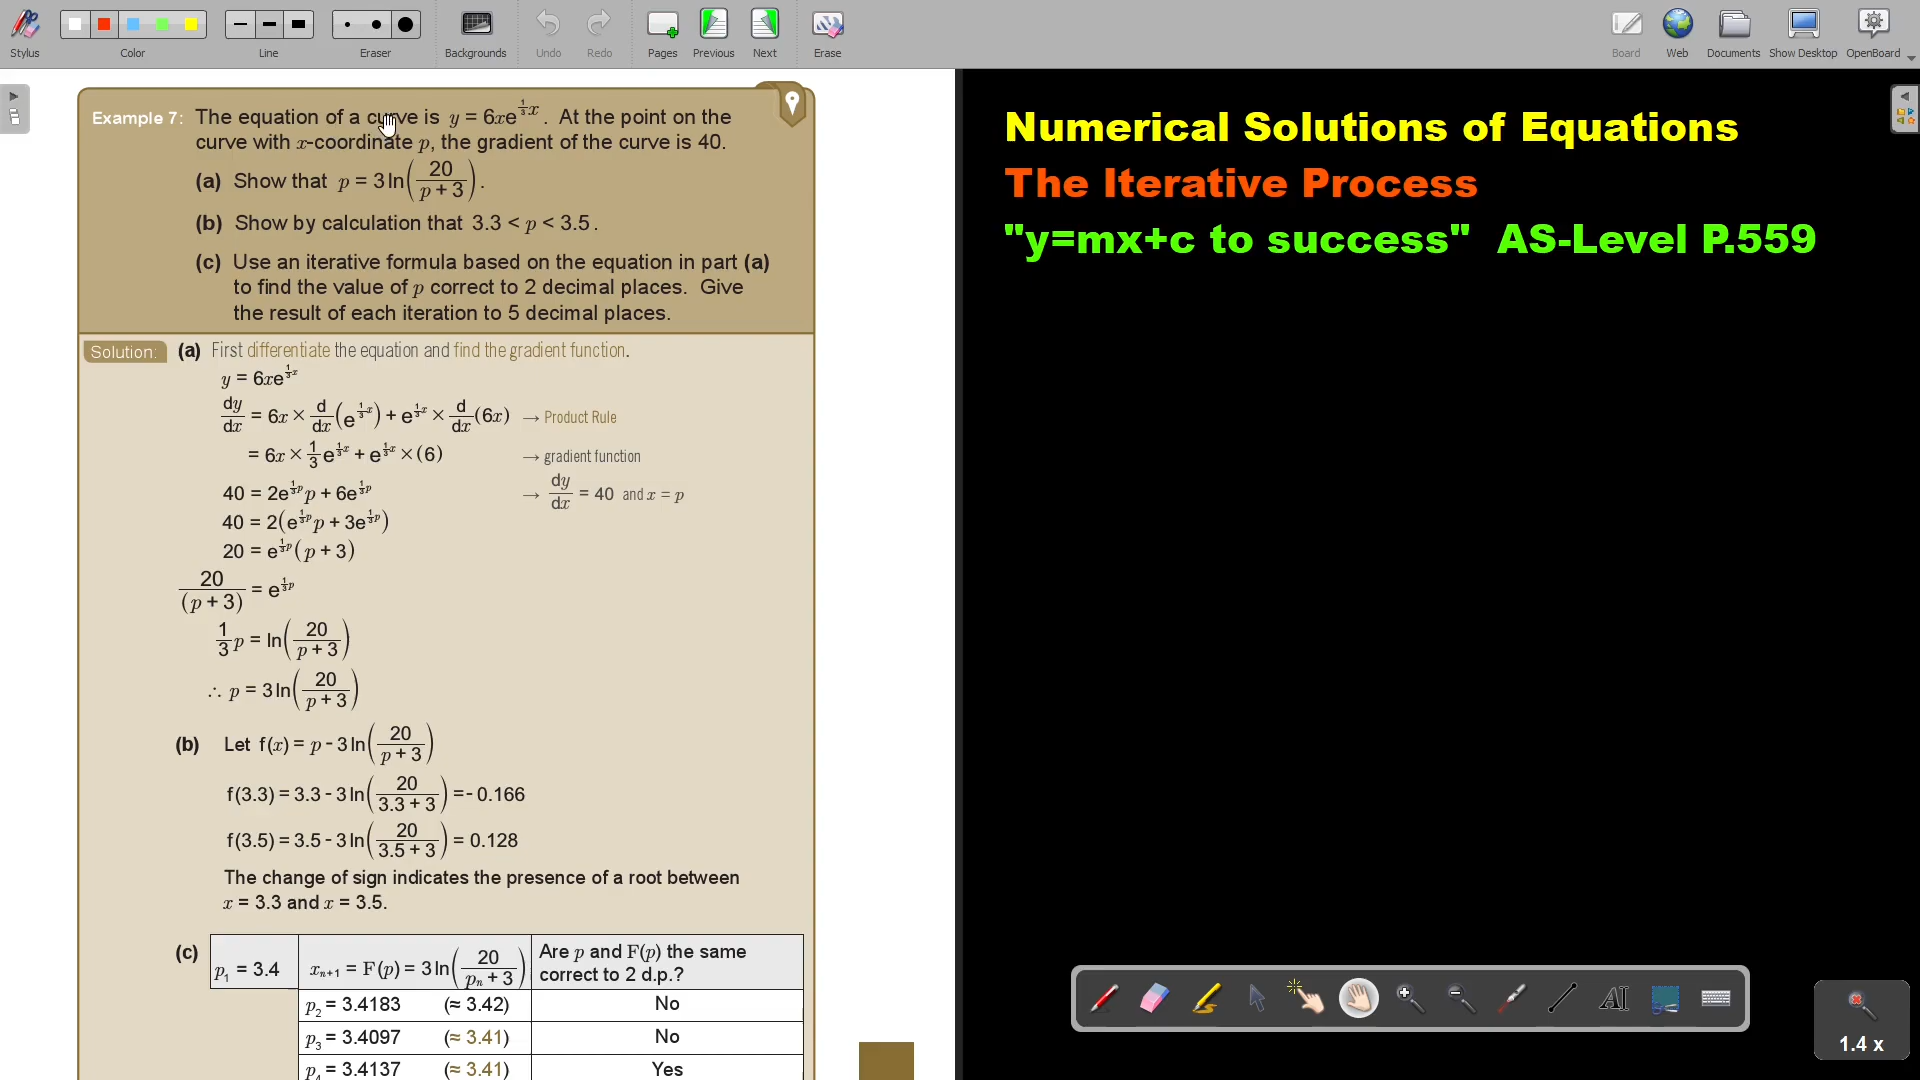 Stylus
Color
Line
Eraser
Backgrounds
Undo
Redo
Pages
Previous
Next
Erase
Board
Web
Documents
Show Desktop
OpenBoard
Example 7: The equation of a curve is y = 6xe^(1/3 x). At the point on the
curve with x-coordinate p, the gradient of the curve is 40.
(a) Show that p = 3 ln(20/(p + 3)).
(b) Show by calculation that 3.3 < p < 3.5.
(c) Use an iterative formula based on the equation in part (a)
to find the value of p correct to 2 decimal places. Give
the result of each iteration to 5 decimal places.
Solution: (a) First differentiate the equation and find the gradient function.
y = 6xe^(1/3 x)
dy/dx = 6x × d/dx(e^(1/3 x)) + e^(1/3 x) × d/dx(6x) → Product Rule
= 6x × 1/3 e^(1/3 x) + e^(1/3 x) × (6) → gradient function
40 = 2e^(1/3 p) p + 6e^(1/3 p) → dy/dx = 40 and x = p
40 = 2(e^(1/3 p) p + 3e^(1/3 p))
20 = e^(1/3 p)(p + 3)
20/(p + 3) = e^(1/3 p)
1/3 p = ln(20/(p + 3))
∴ p = 3 ln(20/(p + 3))
(b) Let f(x) = p - 3 ln(20/(p + 3))
f(3.3) = 3.3 - 3 ln(20/(3.3 + 3)) = - 0.166
f(3.5) = 3.5 - 3 ln(20/(3.5 + 3)) = 0.128
The change of sign indicates the presence of a root between
x = 3.3 and x = 3.5.
(c) p₁ = 3.4 xₙ₊₁ = F(p) = 3 ln(20/(pₙ + 3)) Are p and F(p) the same
correct to 2 d.p.?
p₂ = 3.4183 (≈ 3.42) No
p₃ = 3.4097 (≈ 3.41) No
p₄ = 3.4137 (≈ 3.41) Yes
Numerical Solutions of Equations
The Iterative Process
"y=mx+c to success" AS-Level P.559
1.4 x